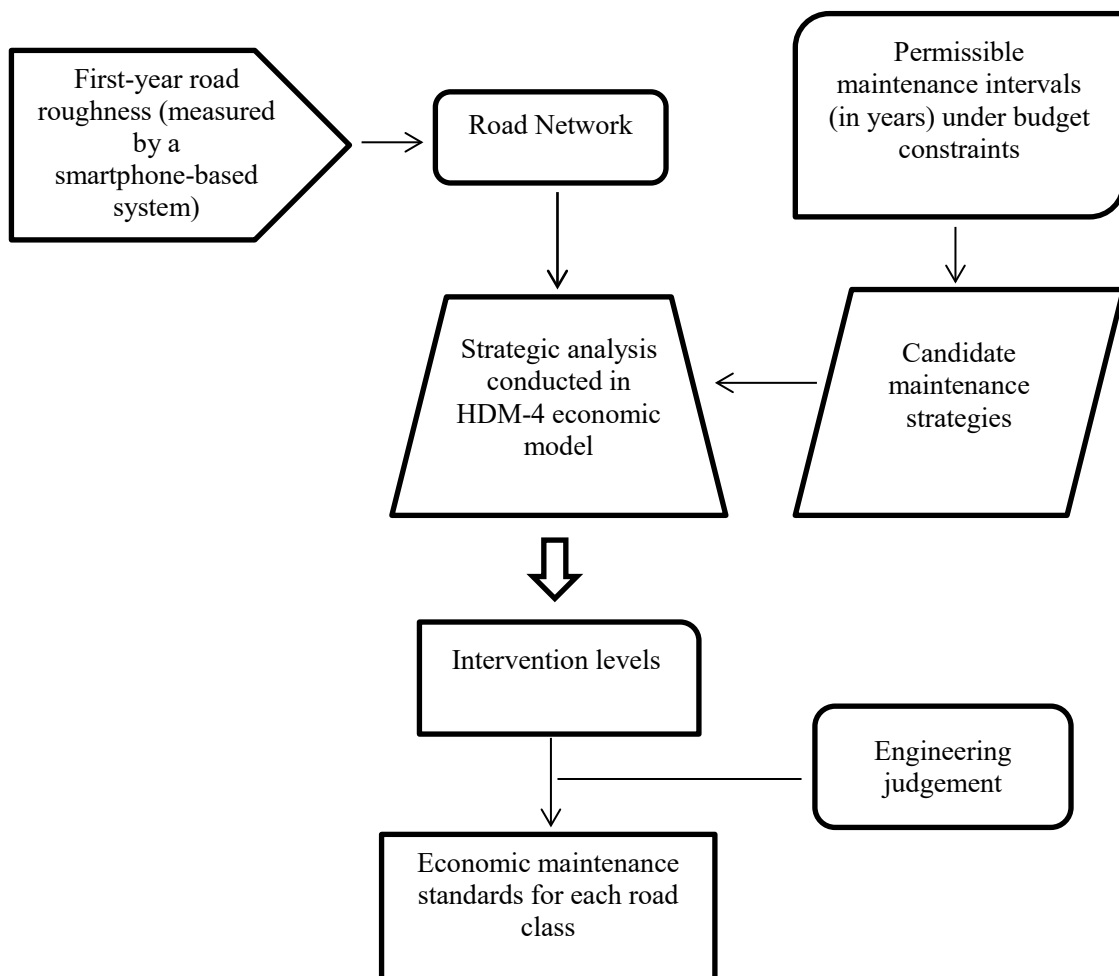 First-year road
roughness (measured
by a
smartphone-based
system)
Road Network
Permissible
maintenance intervals
(in years) under budget
constraints
Strategic analysis
conducted in
HDM-4 economic
model
Candidate
maintenance
strategies
Intervention levels
Engineering
judgement
Economic maintenance
standards for each road
class